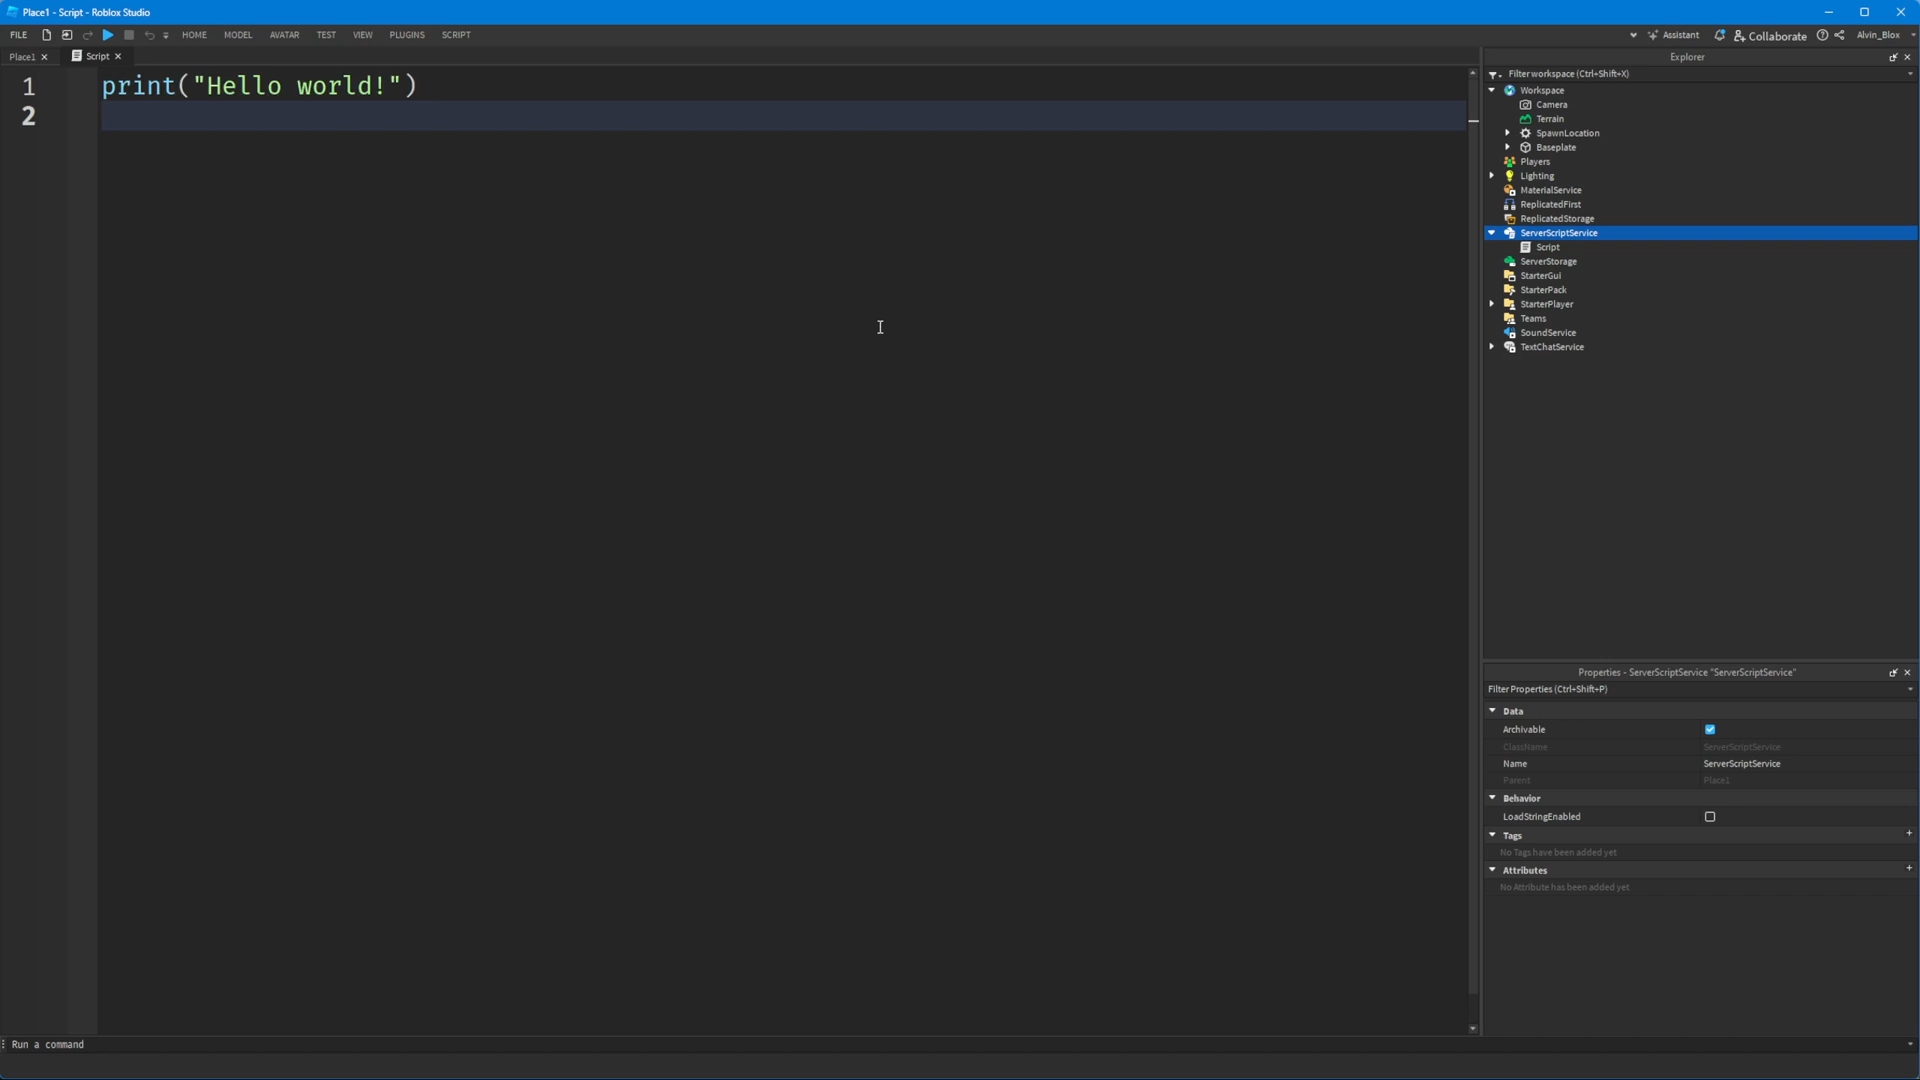 Place1 - Script - Roblox Studio
FILE HOME MODEL AVATAR TEST VIEW PLUGINS SCRIPT Assistant Collaborate Alvin_Blox
Place1 Script
1 print("Hello world!")
2
Explorer
Filter workspace (Ctrl+Shift+X)
Workspace
Camera
Terrain
SpawnLocation
Baseplate
Players
Lighting
MaterialService
ReplicatedFirst
ReplicatedStorage
ServerScriptService
Script
ServerStorage
StarterGui
StarterPack
StarterPlayer
Teams
SoundService
TextChatService
Properties - ServerScriptService "ServerScriptService"
Filter Properties (Ctrl+Shift+P)
Data
Archivable
ClassName ServerScriptService
Name ServerScriptService
Parent Place1
Behavior
LoadStringEnabled
Tags +
No Tags have been added yet
Attributes +
No Attribute has been added yet
Run a command